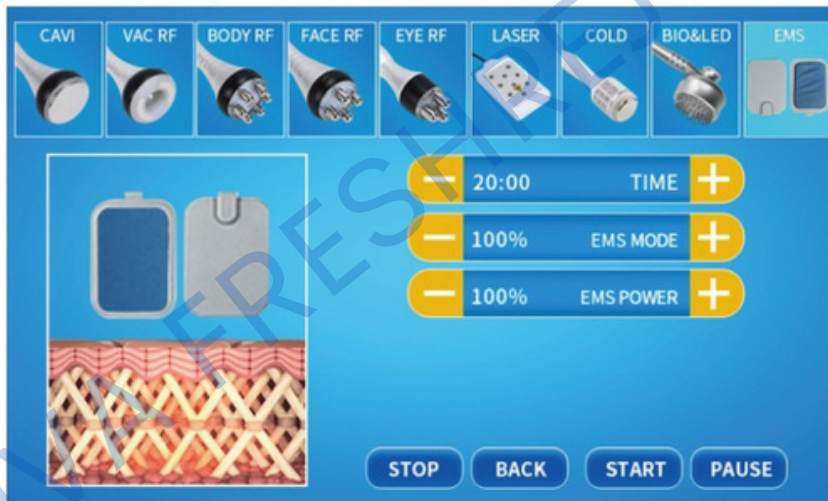 CAVI VAC RF BODY RF FACE RF EYE RF LASER COLD BIO&LED EMS
20:00 TIME
100% EMS MODE
100% EMS POWER
STOP BACK START PAUSE